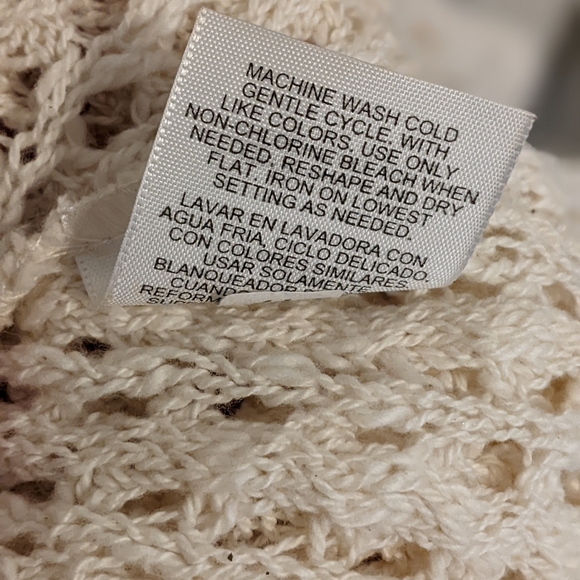 MACHINE WASH COLD
GENTLE CYCLE, WITH
LIKE COLORS. USE ONLY
NON-CHLORINE BLEACH WHEN
NEEDED. RESHAPE AND DRY
FLAT. IRON ON LOWEST
SETTING AS NEEDED.
LAVAR EN LAVADORA CON
AGUA FRIA, CICLO DELICADO,
CON COLORES SIMILARES.
USAR SOLAMENTE
BLANQUEADOR